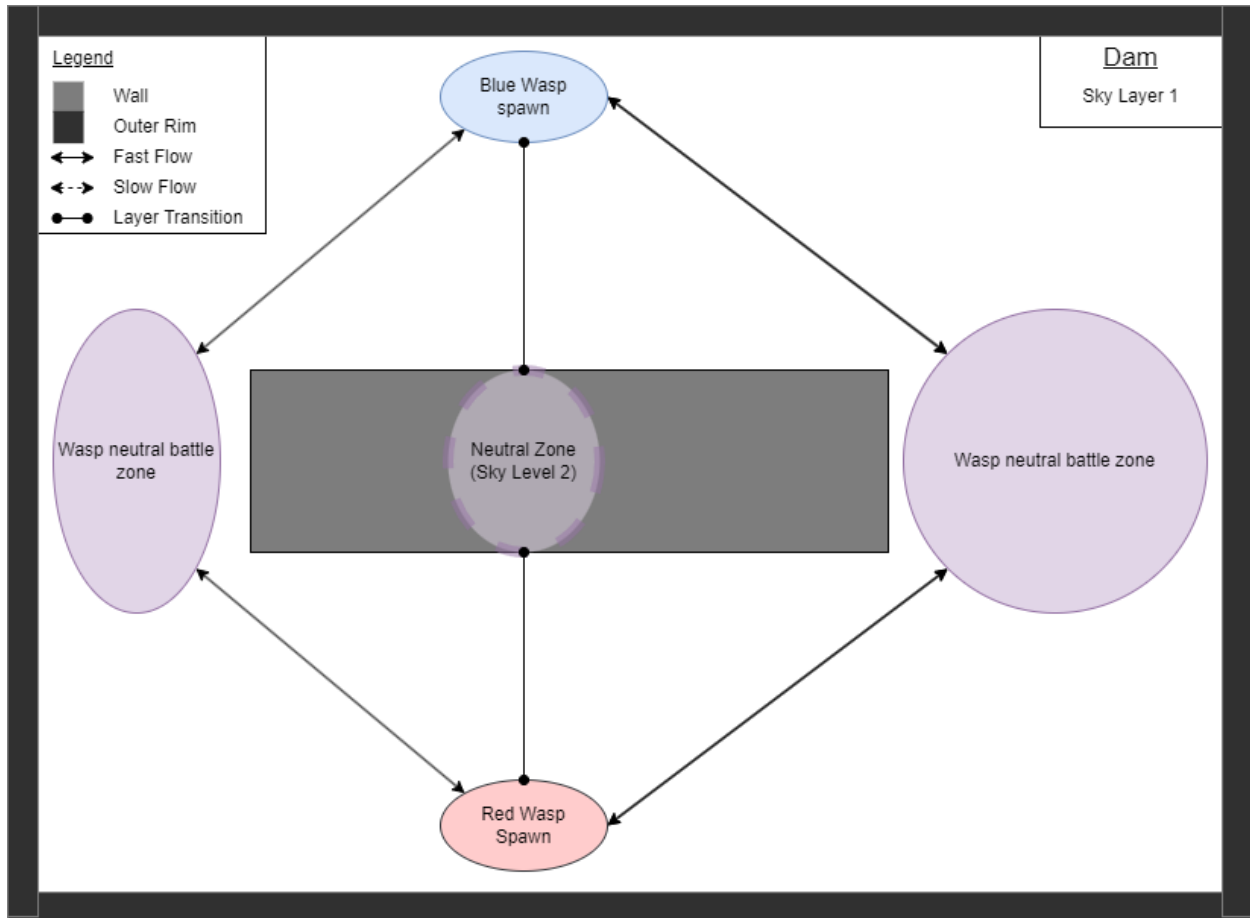 Legend
Wall
Outer Rim
Fast Flow
Slow Flow
Layer Transition
Dam
Sky Layer 1
Blue Wasp
spawn
Wasp neutral battle
zone
Neutral Zone
(Sky Level 2)
Wasp neutral battle zone
Red Wasp
Spawn